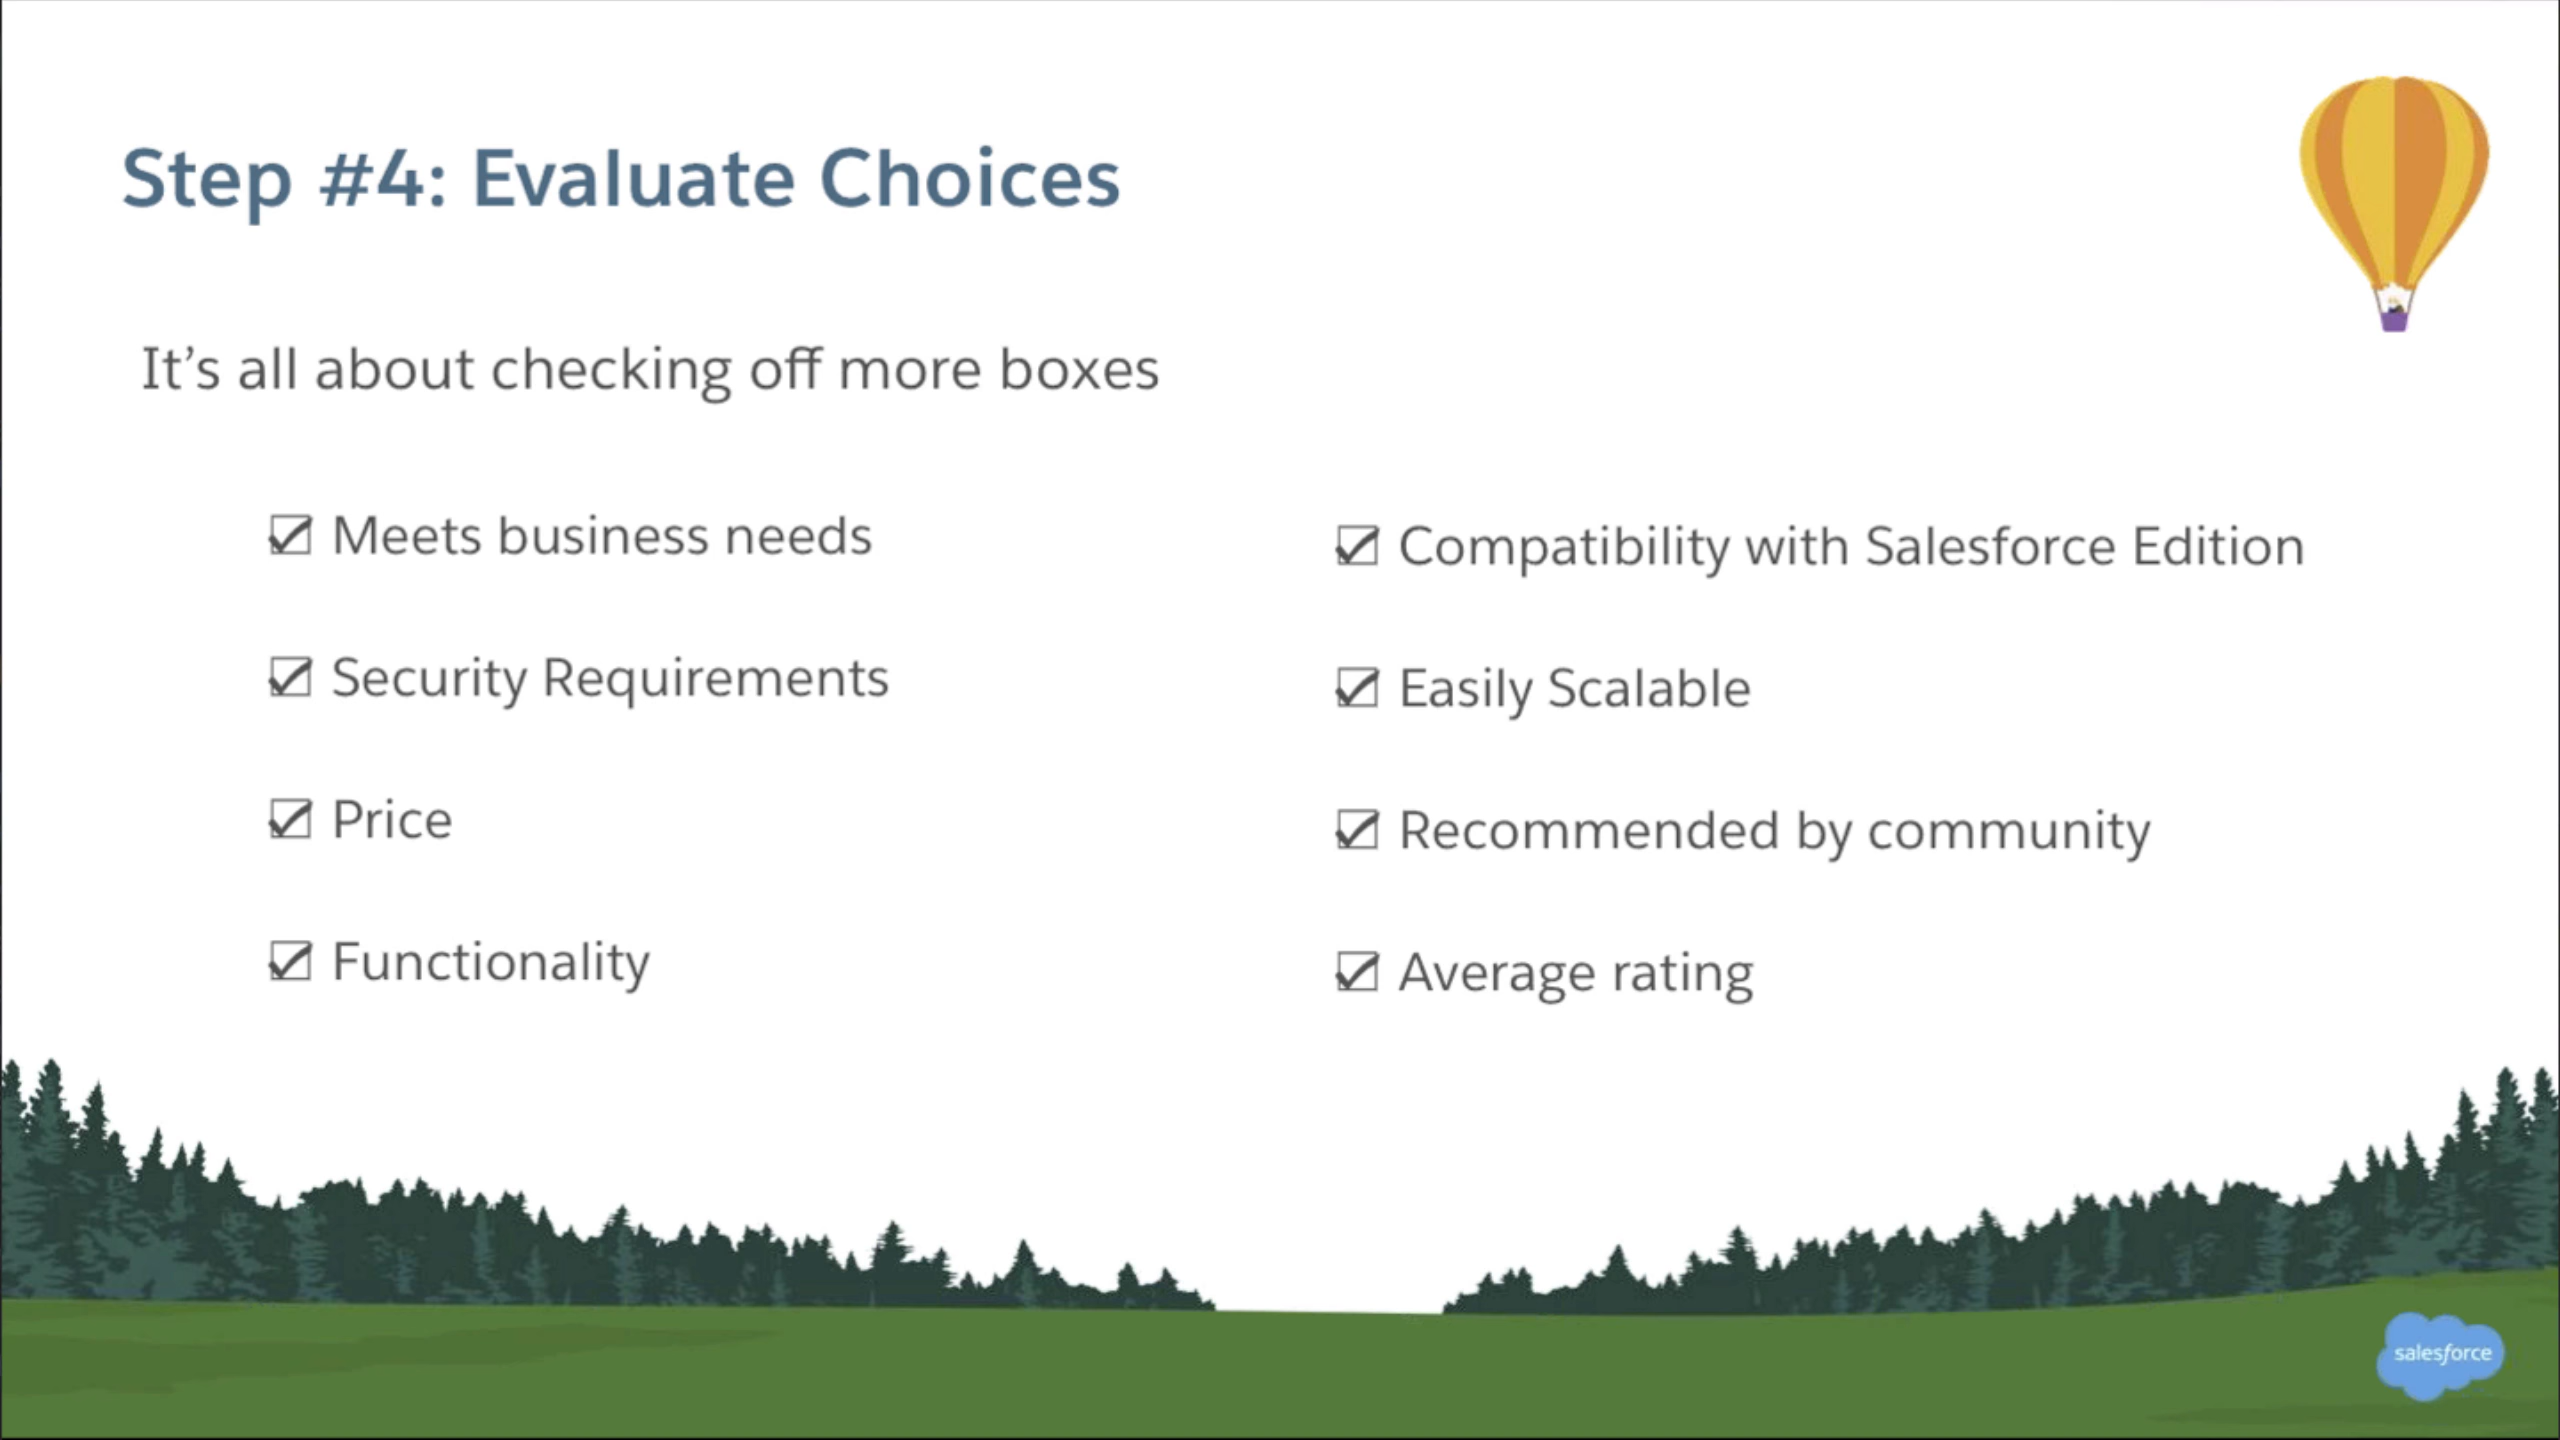 Step #4: Evaluate Choices
It’s all about checking off more boxes
Meets business needs
Security Requirements
Price
Functionality
Compatibility with Salesforce Edition
Easily Scalable
Recommended by community
Average rating
salesforce